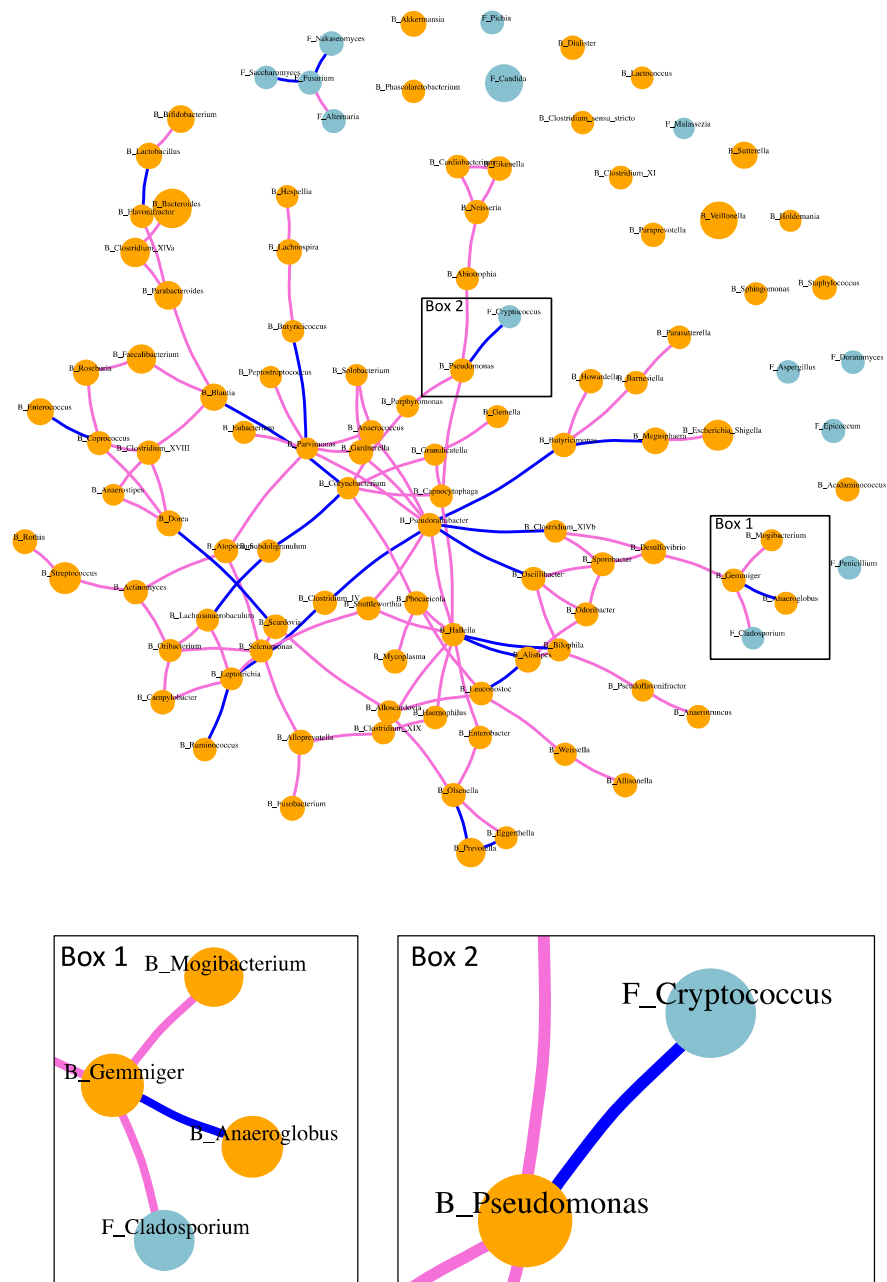 B_Akkermansia
F_Pichia
F_Nakaseomyces
B_Dialister
F_Saccharomyces
F_Fusarium
F_Candida
B_Lactococcus
B_Phascolarctobacterium
B_Bifidobacterium
F_Alternaria
B_Clostridium_sensu_stricto
F_Malassezia
B_Lactobacillus
B_Cardiobacterium
B_Eikenella
B_Sutterella
B_Clostridium_XI
B_Hespellia
B_Bacteroides
B_Flavonifractor
B_Neisseria
B_Veillonella
B_Holdemania
B_Paraprevotella
B_Clostridium_XIVa
B_Lachnospira
B_Abiotrophia
B_Parabacteroides
B_Sphingomonas
B_Staphylococcus
Box 2
F_Cryptococcus
B_Butyricicoccus
B_Parasutterella
B_Faecalibacterium
B_Roseburia
B_Peptostreptococcus
B_Solobacterium
B_Pseudomonas
B_Howardella
B_Barnesiella
F_Aspergillus
F_Doratomyces
B_Blautia
B_Enterococcus
B_Porphyromonas
B_Gemella
B_Eubacterium
B_Anaerococcus
F_Epicoccum
B_Coprococcus
B_Clostridium_XVIII
B_Parvimonas
B_Gardnerella
B_Granulicatella
B_Butyricimonas
B_Megasphaera
B_Escherichia_Shigella
B_Anaerostipes
B_Corynebacterium
B_Capnocytophaga
B_Acidaminococcus
B_Dorea
B_Pseudoramibacter
B_Clostridium_XIVb
Box 1
B_Mogibacterium
B_Rothia
B_Atopobium
B_Subdoligranulum
B_Desulfovibrio
B_Sporobacter
F_Penicillium
B_Streptococcus
B_Actinomyces
B_Oscillibacter
B_Gemmiger
B_Anaeroglobus
B_Clostridium_IV
B_Shuttleworthia
B_Phocaeicola
B_Odoribacter
B_Lachnoanaerobaculum
B_Scardovia
B_Hallella
F_Cladosporium
B_Oribacterium
B_Selenomonas
B_Mycoplasma
B_Alistipes
B_Bilophila
B_Leptotrichia
B_Leuconostoc
B_Pseudoflavonifractor
B_Campylobacter
B_Alloscardovia
B_Haemophilus
B_Anaerotruncus
B_Ruminococcus
B_Alloprevotella
B_Clostridium_XIX
B_Enterobacter
B_Weissella
B_Fusobacterium
B_Olsenella
B_Allisonella
B_Eggerthella
B_Prevotella
Box 1
B_Mogibacterium
B_Gemmiger
B_Anaeroglobus
F_Cladosporium
Box 2
F_Cryptococcus
B_Pseudomonas